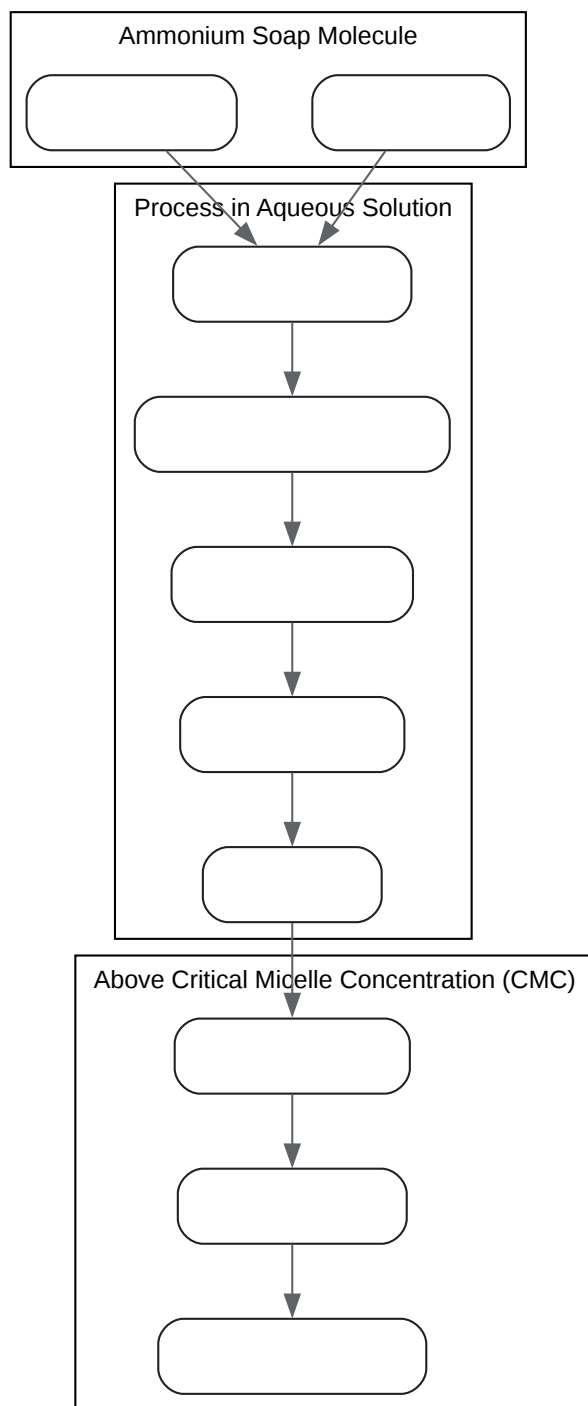 Ammonium Soap Molecule
Process in Aqueous Solution
Above Critical Micelle Concentration (CMC)